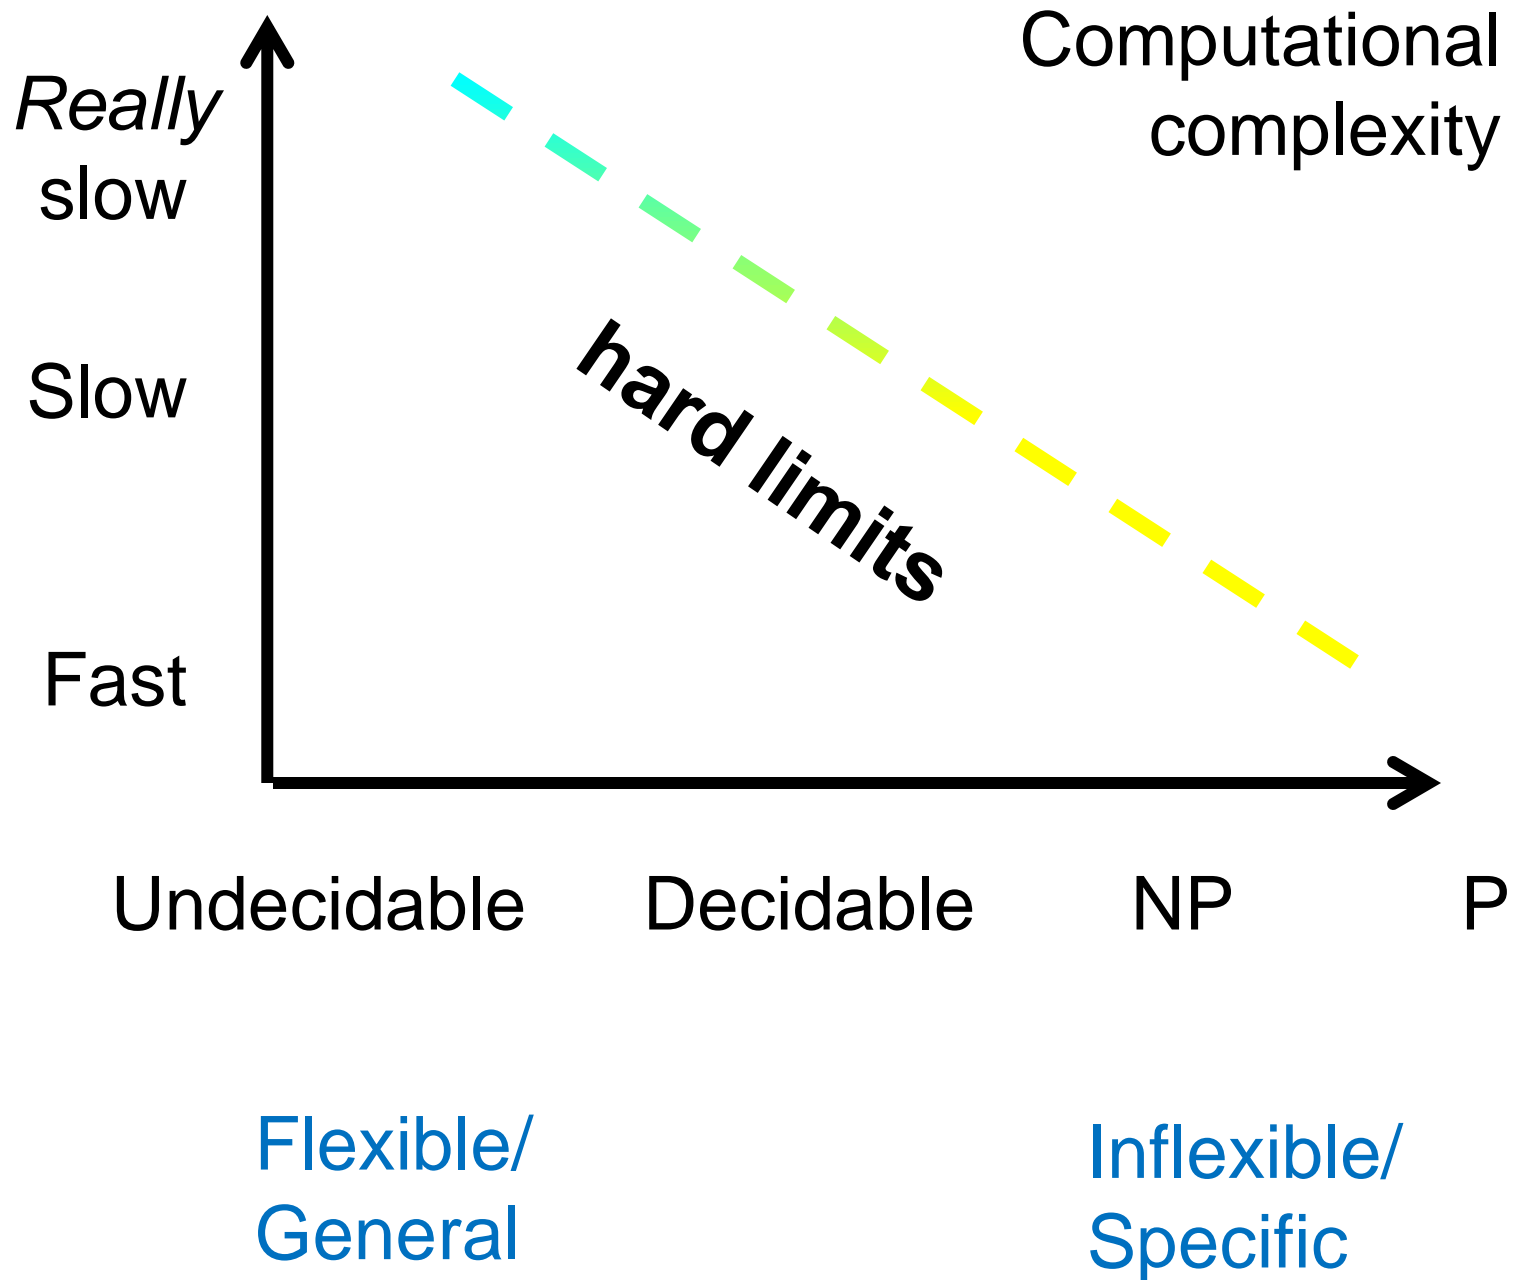 Computational
complexity
Really
slow
Slow
Fast
hard limits
Undecidable Decidable NP P
Flexible/
General
Inflexible/
Specific